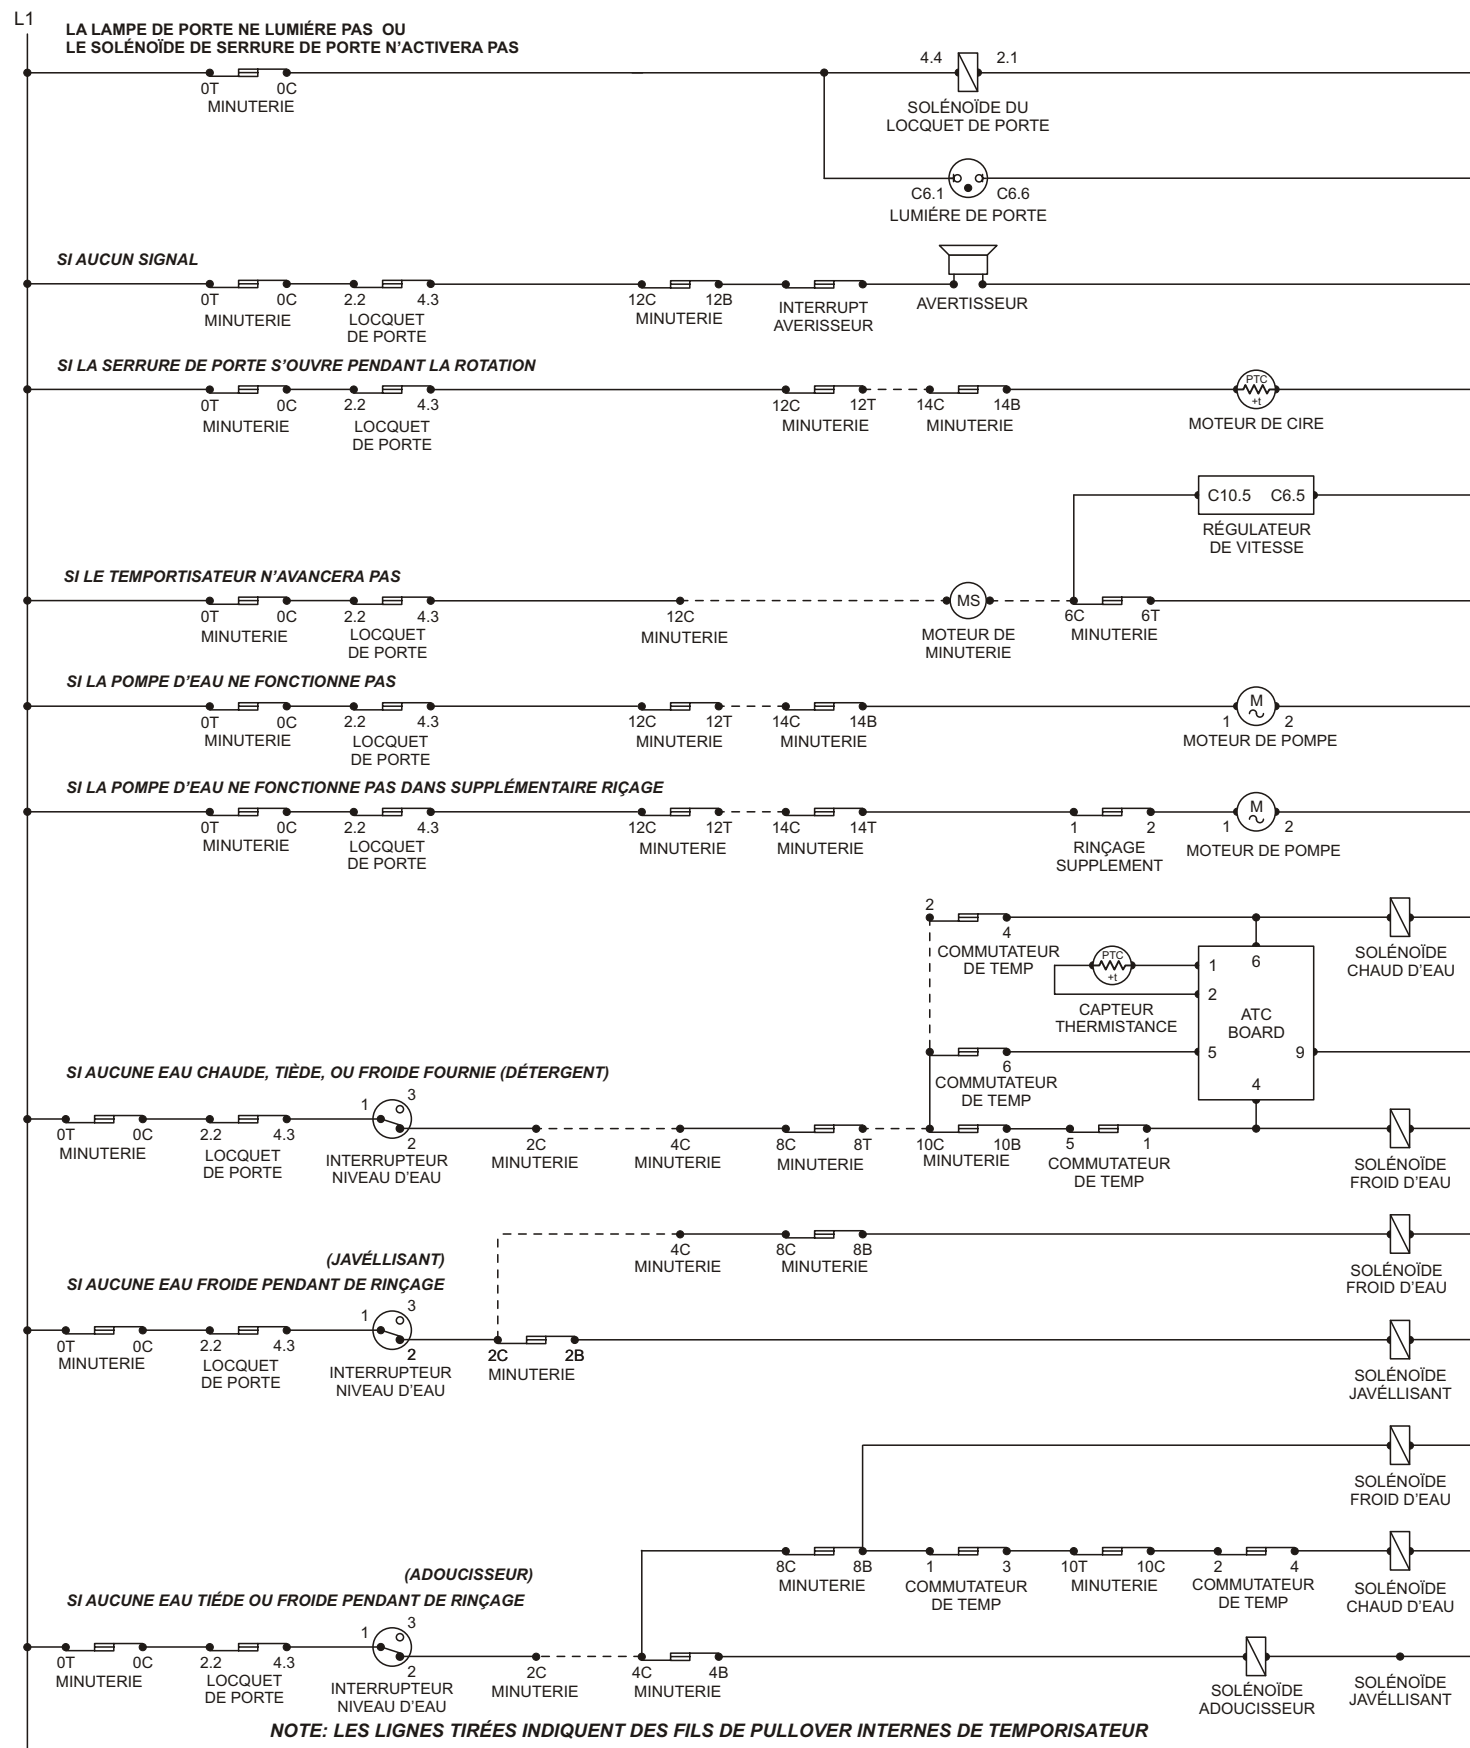 L1
LA LAMPE DE PORTE NE LUMIÉRE PAS OU
LE SOLÉNOÏDE DE SERRURE DE PORTE N'ACTIVERA PAS
0T 0C
MINUTERIE
4.4 2.1
SOLÉNOÏDE DU
LOCQUET DE PORTE
C6.1 C6.6
LUMIÉRE DE PORTE
SI AUCUN SIGNAL
0T 0C
MINUTERIE
2.2 4.3
LOCQUET
DE PORTE
12C 12B
MINUTERIE
INTERRUPT
AVERISSEUR
AVERTISSEUR
SI LA SERRURE DE PORTE S'OUVRE PENDANT LA ROTATION
0T 0C
MINUTERIE
2.2 4.3
LOCQUET
DE PORTE
12C 12T
MINUTERIE
14C 14B
MINUTERIE
PTC
+t
MOTEUR DE CIRE
C10.5 C6.5
RÉGULATEUR
DE VITESSE
SI LE TEMPORTISATEUR N'AVANCERA PAS
0T 0C
MINUTERIE
2.2 4.3
LOCQUET
DE PORTE
12C
MINUTERIE
MS
MOTEUR DE
MINUTERIE
6C 6T
MINUTERIE
SI LA POMPE D'EAU NE FONCTIONNE PAS
0T 0C
MINUTERIE
2.2 4.3
LOCQUET
DE PORTE
12C 12T
MINUTERIE
14C 14B
MINUTERIE
M
1 2
MOTEUR DE POMPE
SI LA POMPE D'EAU NE FONCTIONNE PAS DANS SUPPLÉMENTAIRE RIÇAGE
0T 0C
MINUTERIE
2.2 4.3
LOCQUET
DE PORTE
12C 12T
MINUTERIE
14C 14T
MINUTERIE
1 2
RINÇAGE
SUPPLEMENT
M
1 2
MOTEUR DE POMPE
2
4
COMMUTATEUR
DE TEMP
SOLÉNOÏDE
CHAUD D'EAU
PTC
+t
CAPTEUR
THERMISTANCE
1 6
2
ATC
BOARD
5 9
4
6
COMMUTATEUR
DE TEMP
SI AUCUNE EAU CHAUDE, TIÈDE, OU FROIDE FOURNIE (DÉTERGENT)
0T 0C
MINUTERIE
2.2 4.3
LOCQUET
DE PORTE
1 3
2
INTERRUPTEUR
NIVEAU D'EAU
2C
MINUTERIE
4C
MINUTERIE
8C 8T
MINUTERIE
10C 10B
MINUTERIE
5 1
COMMUTATEUR
DE TEMP
SOLÉNOÏDE
FROID D'EAU
4C
MINUTERIE
8C 8B
MINUTERIE
SOLÉNOÏDE
FROID D'EAU
(JAVÉLLISANT)
SI AUCUNE EAU FROIDE PENDANT DE RINÇAGE
0T 0C
MINUTERIE
2.2 4.3
LOCQUET
DE PORTE
1 3
2
INTERRUPTEUR
NIVEAU D'EAU
2C 2B
MINUTERIE
SOLÉNOÏDE
JAVÉLLISANT
SOLÉNOÏDE
FROID D'EAU
8C 8B
MINUTERIE
1 3
COMMUTATEUR
DE TEMP
10T 10C
MINUTERIE
2 4
COMMUTATEUR
DE TEMP
SOLÉNOÏDE
CHAUD D'EAU
(ADOUCISSEUR)
SI AUCUNE EAU TIÉDE OU FROIDE PENDANT DE RINÇAGE
0T 0C
MINUTERIE
2.2 4.3
LOCQUET
DE PORTE
1 3
2
INTERRUPTEUR
NIVEAU D'EAU
2C
MINUTERIE
4C 4B
MINUTERIE
SOLÉNOÏDE
ADOUCISSEUR
SOLÉNOÏDE
JAVÉLLISANT
NOTE: LES LIGNES TIRÉES INDIQUENT DES FILS DE PULLOVER INTERNES DE TEMPORISATEUR